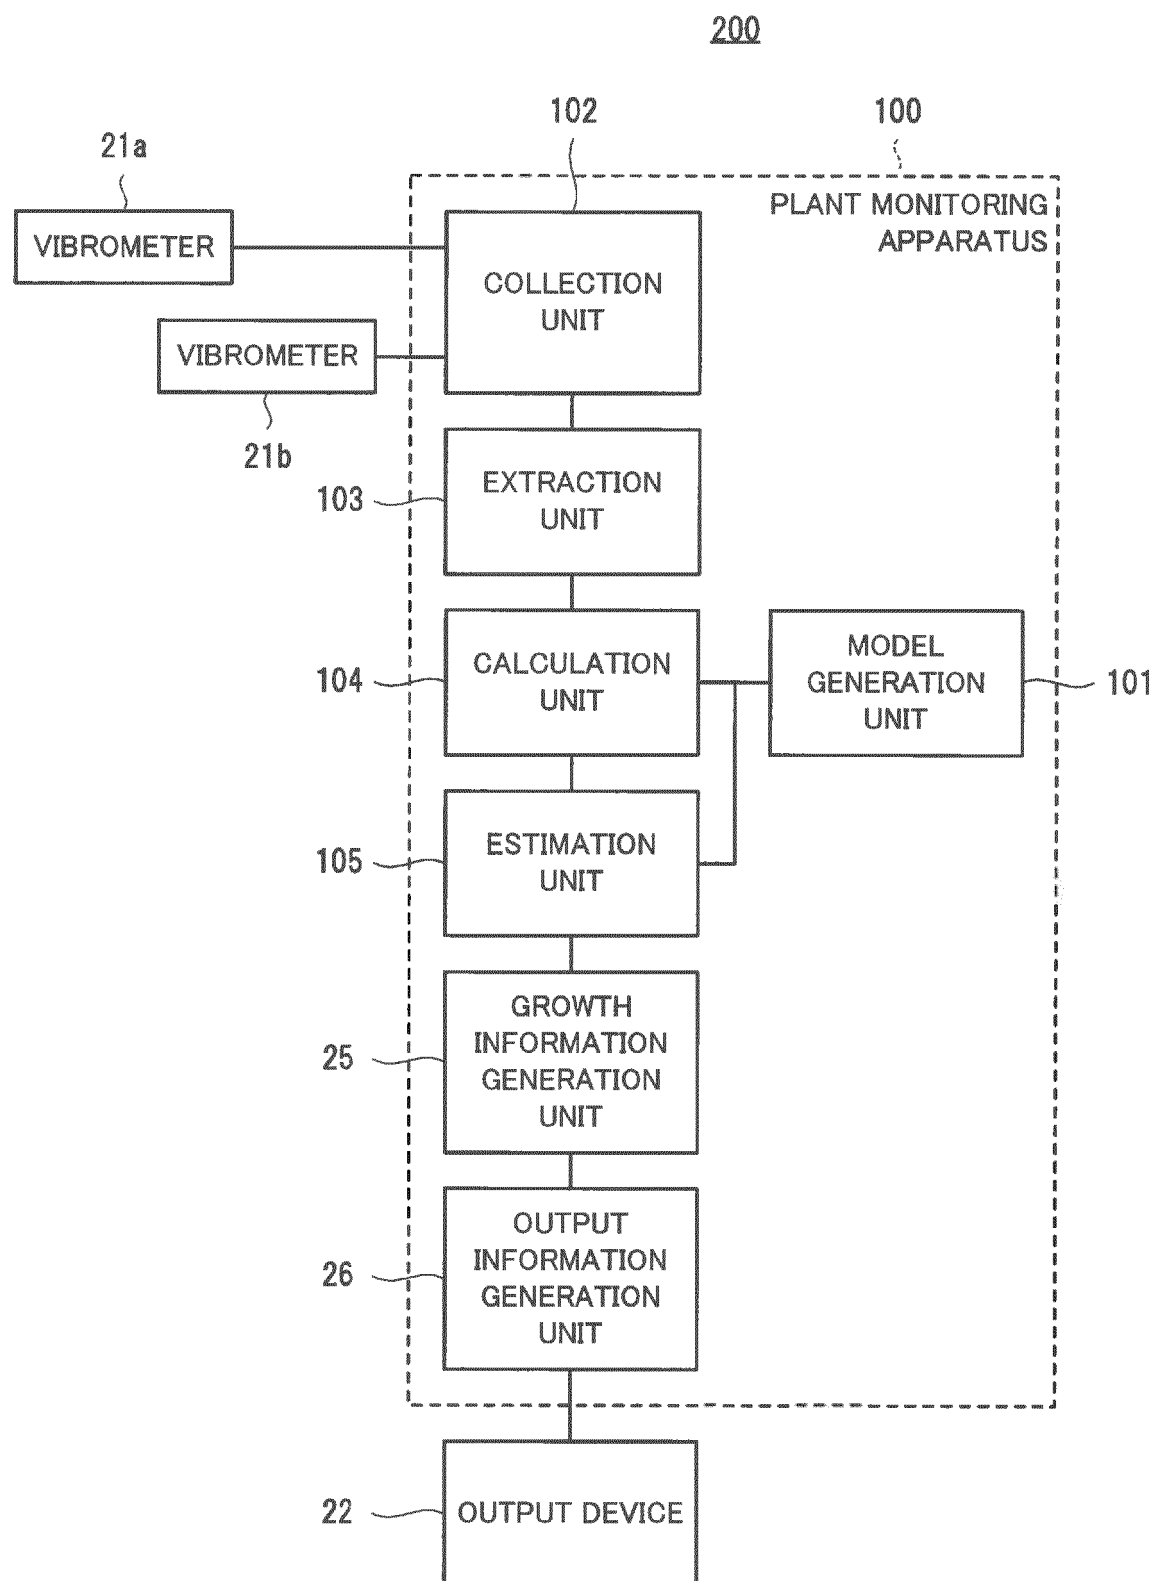 200
102
100
21a
PLANT MONITORING
APPARATUS
VIBROMETER
COLLECTION
UNIT
VIBROMETER
21b
103
EXTRACTION
UNIT
104
CALCULATION
UNIT
MODEL
GENERATION
UNIT
101
105
ESTIMATION
UNIT
25
GROWTH
INFORMATION
GENERATION
UNIT
26
OUTPUT
INFORMATION
GENERATION
UNIT
22
OUTPUT DEVICE